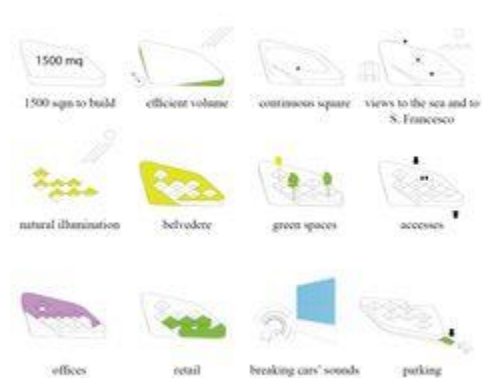 1500 mq
1500 sqm to build
efficient volume
continuous square
views to the sea and to
S. Francesco
natural illumination
belvedere
green spaces
accesses
offices
retail
breaking cars' sounds
parking